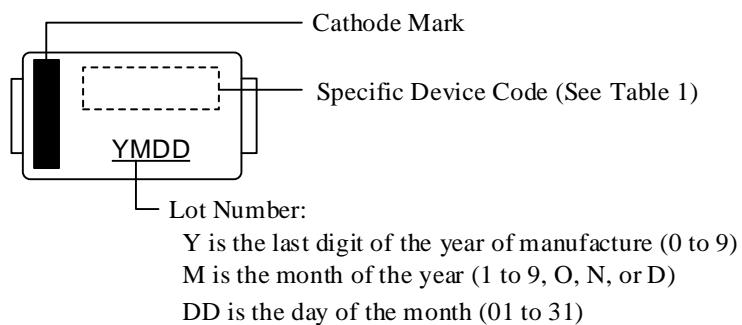 Cathode Mark
Specific Device Code (See Table 1)
YMDD
Lot Number:
Y is the last digit of the year of manufacture (0 to 9)
M is the month of the year (1 to 9, O, N, or D)
DD is the day of the month (01 to 31)